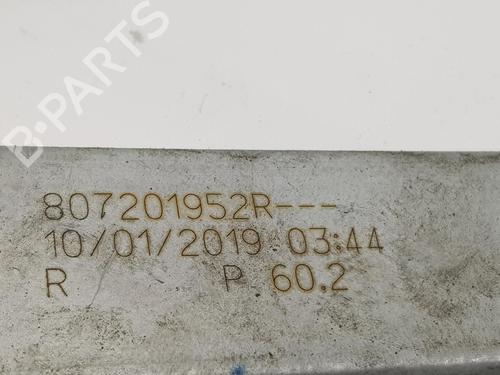 B-PARTS
807201952R---
10/01/2019 03:44
R P 60.2